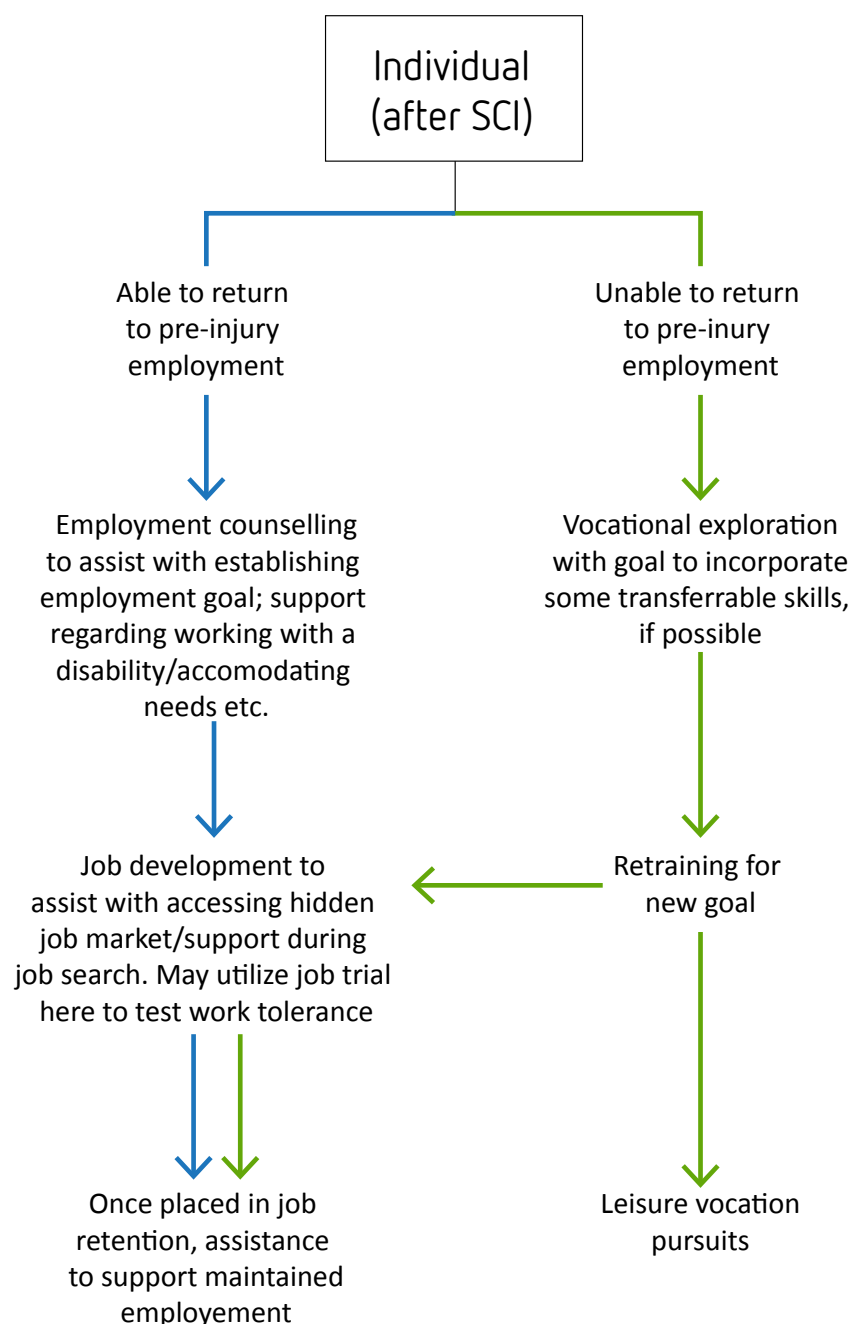 Individual
(after SCI)
Able to return
to pre-injury
employment
Unable to return
to pre-inury
employment
Employment counselling
to assist with establishing
employment goal; support
regarding working with a
disability/accomodating
needs etc.
Vocational exploration
with goal to incorporate
some transferrable skills,
if possible
Job development to
assist with accessing hidden
job market/support during
job search. May utilize job trial
here to test work tolerance
Retraining for
new goal
Once placed in job
retention, assistance
to support maintained
employement
Leisure vocation
pursuits